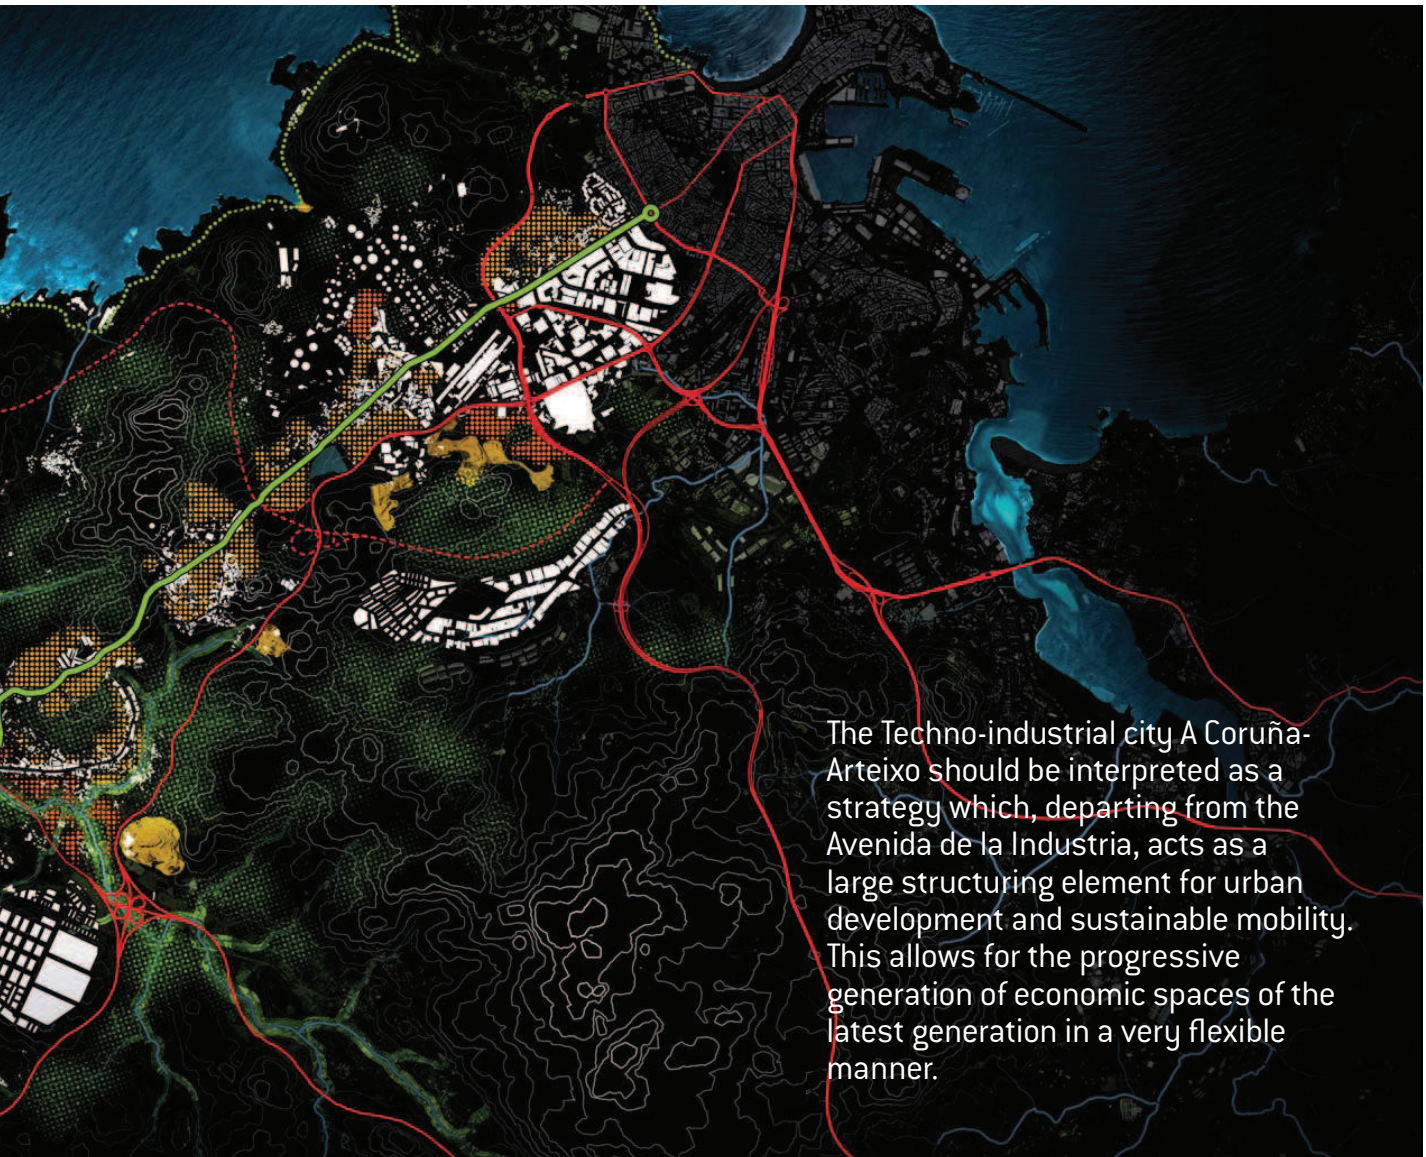 The Techno-industrial city A Coruña-
Arteixo should be interpreted as a
strategy which, departing from the
Avenida de la Industria, acts as a
large structuring element for urban
development and sustainable mobility.
This allows for the progressive
generation of economic spaces of the
latest generation in a very flexible
manner.